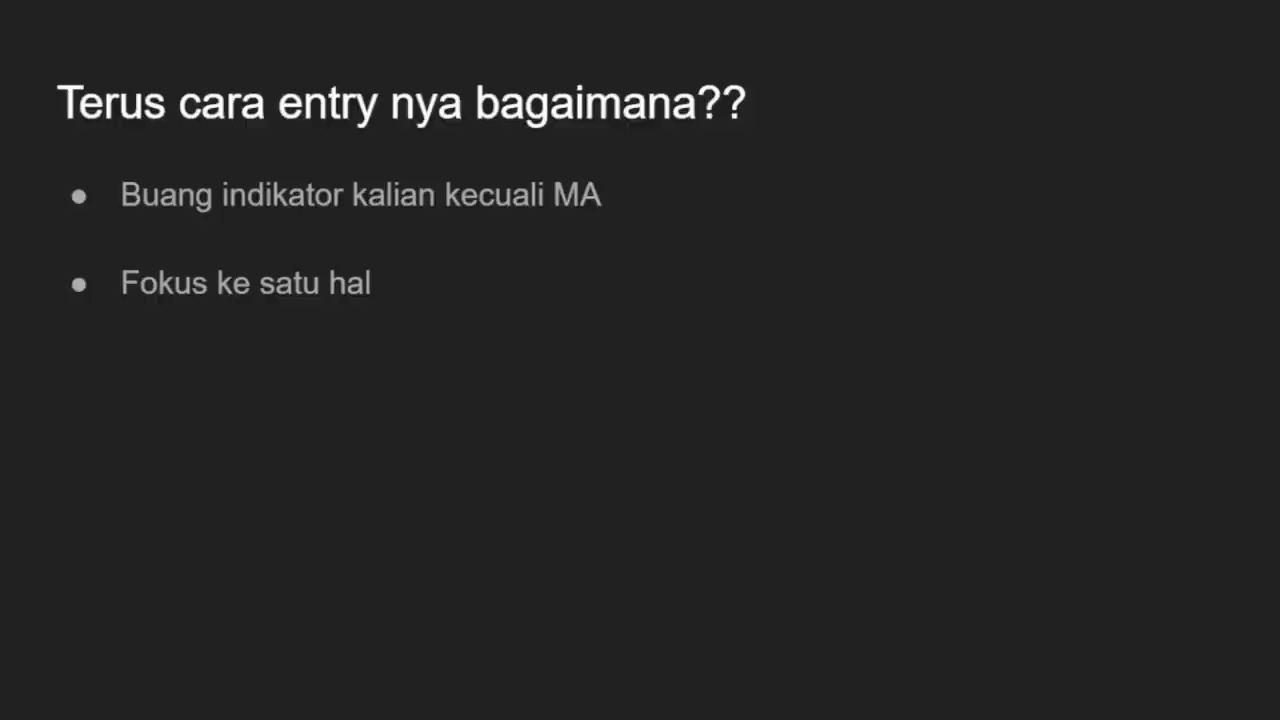 Terus cara entry nya bagaimana??
● Buang indikator kalian kecuali MA
● Fokus ke satu hal